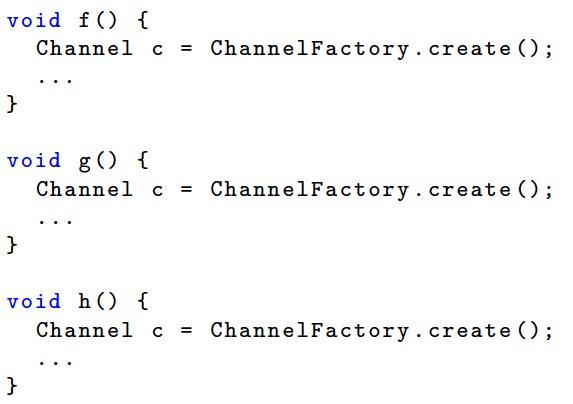 void f() {
  Channel c = ChannelFactory.create();
  ...
}

void g() {
  Channel c = ChannelFactory.create();
  ...
}

void h() {
  Channel c = ChannelFactory.create();
  ...
}